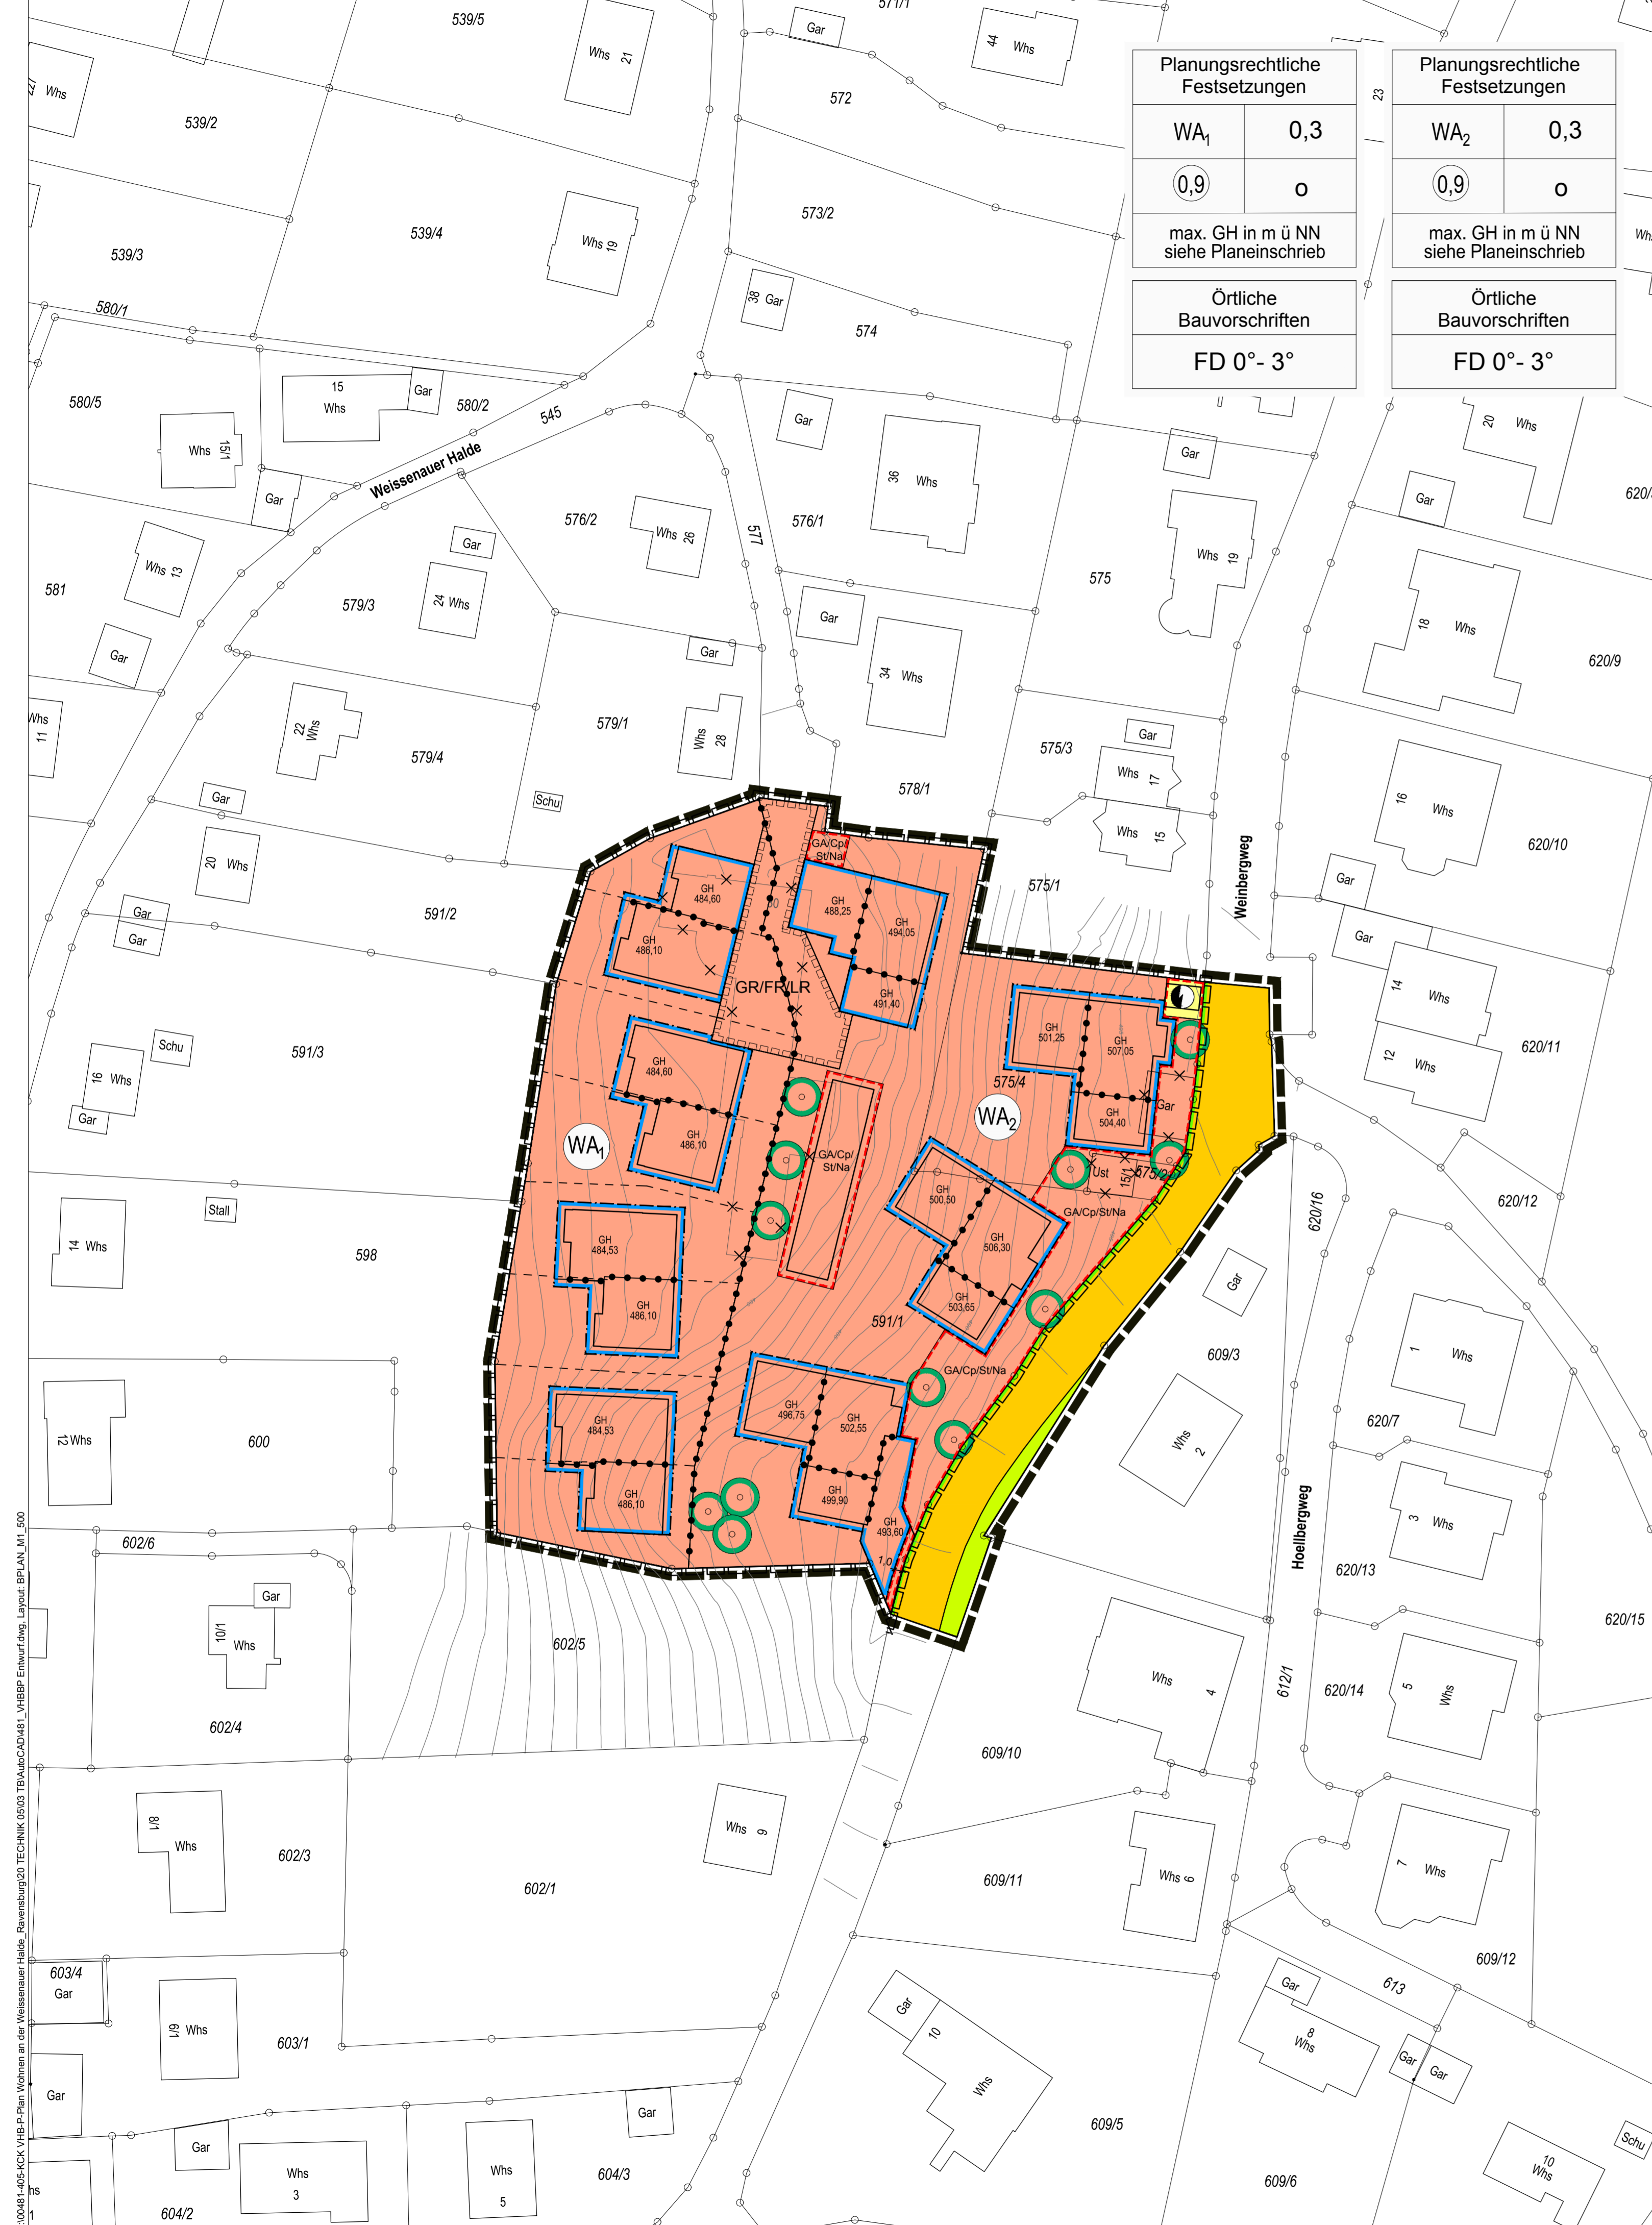 571/1
539/5
Whs 21
Gar
44 Whs
572
Whs
539/2
23
Planungsrechtliche
Festsetzungen
WA1 0,3
0,9 o
max. GH in m ü NN
siehe Planeinschrieb
Örtliche
Bauvorschriften
FD 0°- 3°
Planungsrechtliche
Festsetzungen
WA2 0,3
0,9 o
max. GH in m ü NN
siehe Planeinschrieb
Örtliche
Bauvorschriften
FD 0°- 3°
573/2
539/4
539/3
Whs 19
580/1
38 Gar
574
15
Whs
Gar
580/5
580/2
545
Whs 15/1
Weissenauer Halde
Gar
Gar
36 Whs
Gar
20 Whs
Gar
576/2
Whs 26
576/1
577
Gar
Whs 19
575
581
Whs 13
579/3
24 Whs
Gar
Gar
Gar
34 Whs
18 Whs
620/9
Whs
11
22
Whs
579/1
Whs 28
579/4
575/3
Gar
Whs 17
Whs 15
578/1
Schu
Gar
20 Whs
16 Whs
620/10
Weinbergweg
575/1
Gar
Gar
Gar
Gar
591/2
GA/Cp/
St/Na
GH
484,60
GH
486,10
GH
488,25
GH
494,05
GH
491,40
GR/FR/LR
14 Whs
12 Whs
620/11
GH
501,25
GH
507,05
GH
504,40
575/4
Gar
591/3
Schu
16 Whs
Gar
GH
484,60
GH
486,10
WA1
WA2
GA/Cp/
St/Na
Ust
15/1
575/2
GA/Cp/St/Na
GH
500,50
GH
506,30
GH
503,65
620/16
620/12
Stall
14 Whs
598
GH
484,53
GH
486,10
591/1
Gar
609/3
1 Whs
620/7
GA/Cp/St/Na
12 Whs
600
GH
484,53
GH
486,10
GH
496,75
GH
502,55
GH
499,90
GH
493,60
1,0
Whs 2
3 Whs
Hoellbergweg
620/13
602/6
10/1 Whs
Gar
602/5
602/4
620/15
Whs 4
612/1
620/14
5 Whs
609/10
8/1 Whs
602/3
602/1
Whs
609/11
Whs
7 Whs
609/12
603/4
Gar
6/1 Whs
603/1
Gar
10
Whs
Gar
8
Whs
613
Gar
Gar
Gar
Gar
Whs
3
Whs
5
Gar
604/3
604/2
609/5
609/6
10
Whs
Schu